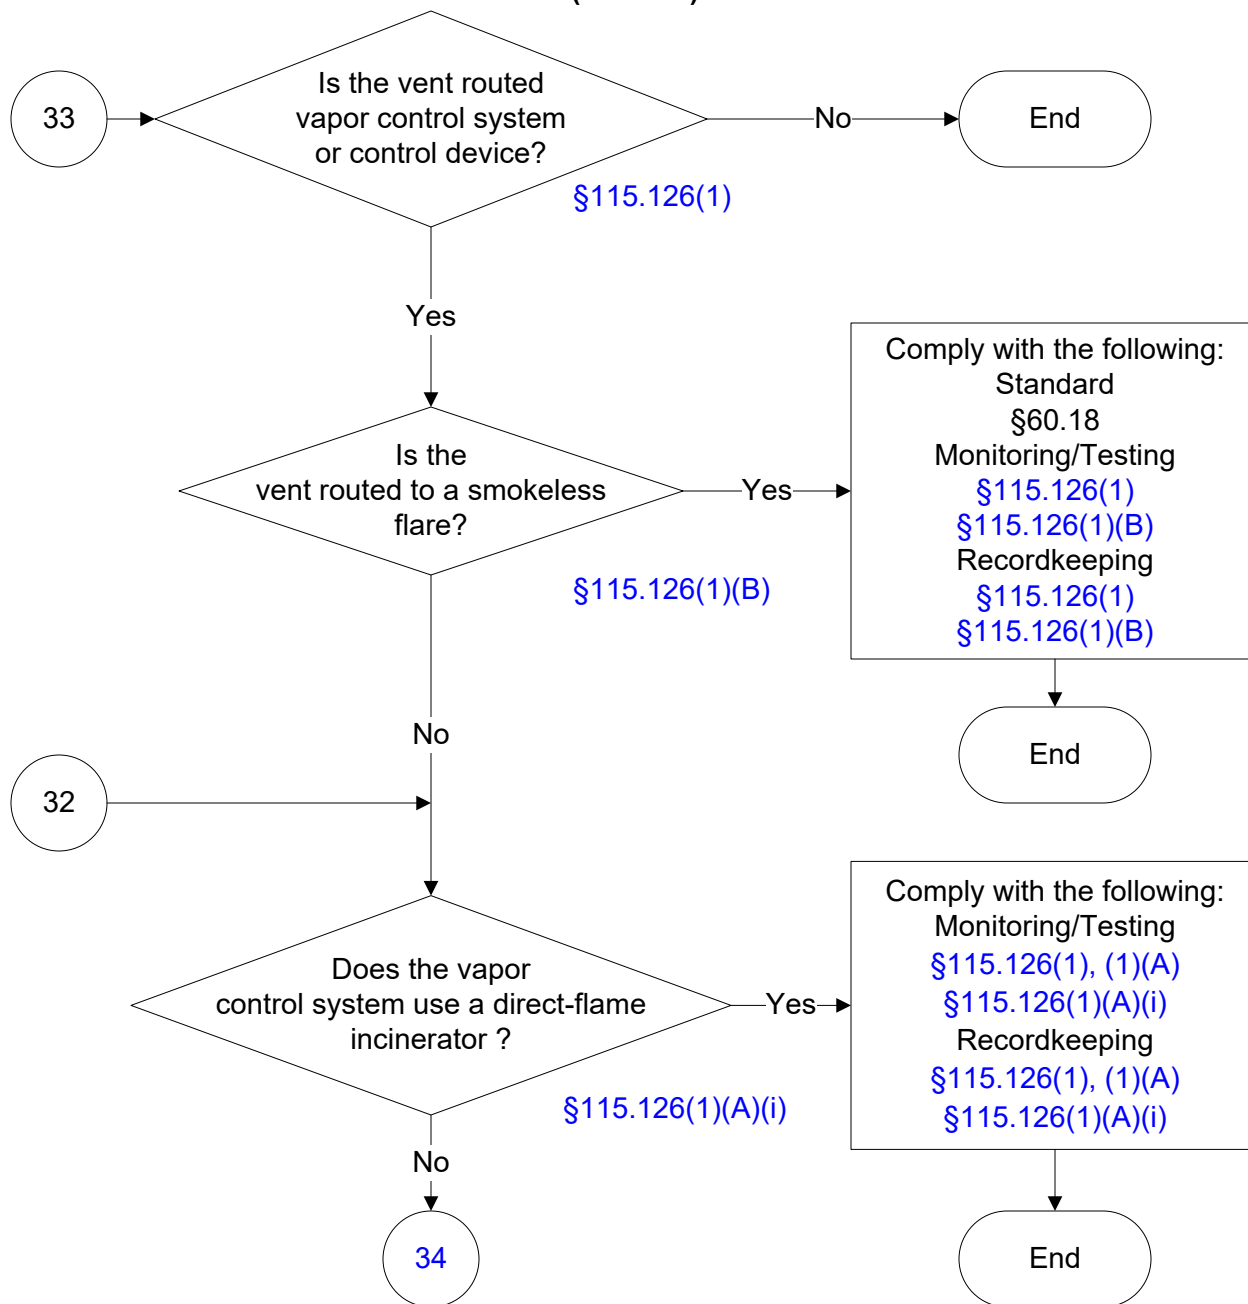 33
Is the vent routed
vapor control system
or control device?
No
End
§115.126(1)
Yes
Is the
vent routed to a smokeless
flare?
Yes
§115.126(1)(B)
Comply with the following:
Standard
§60.18
Monitoring/Testing
§115.126(1)
§115.126(1)(B)
Recordkeeping
§115.126(1)
§115.126(1)(B)
End
No
32
Does the vapor
control system use a direct-flame
incinerator ?
Yes
§115.126(1)(A)(i)
Comply with the following:
Monitoring/Testing
§115.126(1), (1)(A)
§115.126(1)(A)(i)
Recordkeeping
§115.126(1), (1)(A)
§115.126(1)(A)(i)
No
34
End